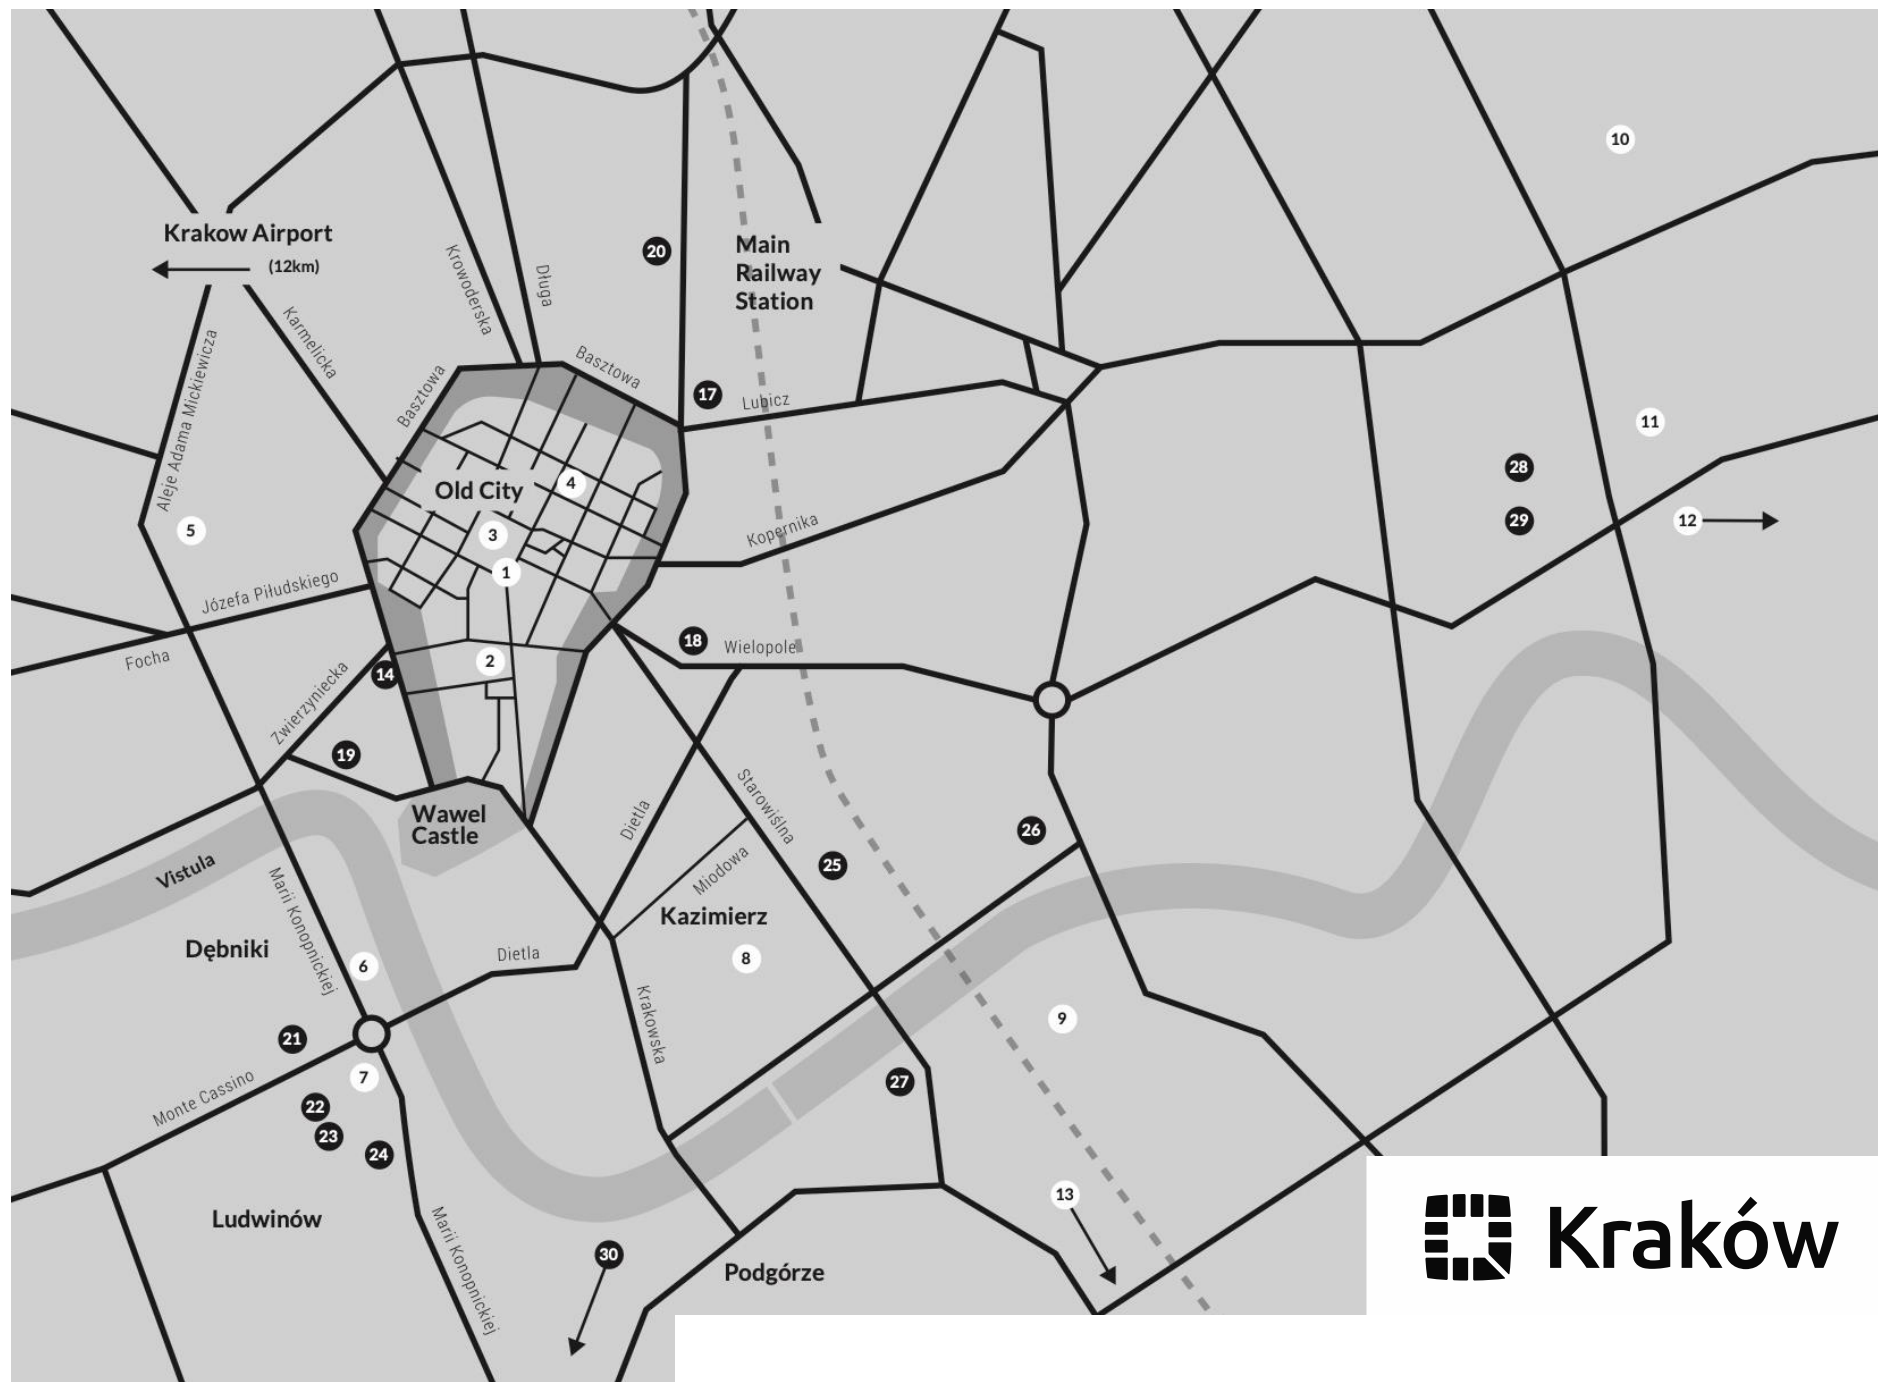 10
Krakow Airport
(12km)
20
Main
Railway
Station
Krowoderska
Długa
Karmelicka
Aleje Adama Mickiewicza
Basztowa
Basztowa
17
Lubicz
11
28
29
12
Old City
4
3
1
5
Kopernika
Józefa Piłsudskiego
Focha
18
Wielopole
2
14
Zwierzyniecka
19
Wawel
Castle
Starowiślna
Dietla
26
25
Miodowa
Vistula
Marii Konopnickiej
Kazimierz
8
Dębniki
6
Dietla
Krakowska
9
21
7
27
Monte Cassino
22
23
24
13
Ludwinów
Marii Konopnickiej
30
Podgórze
Kraków